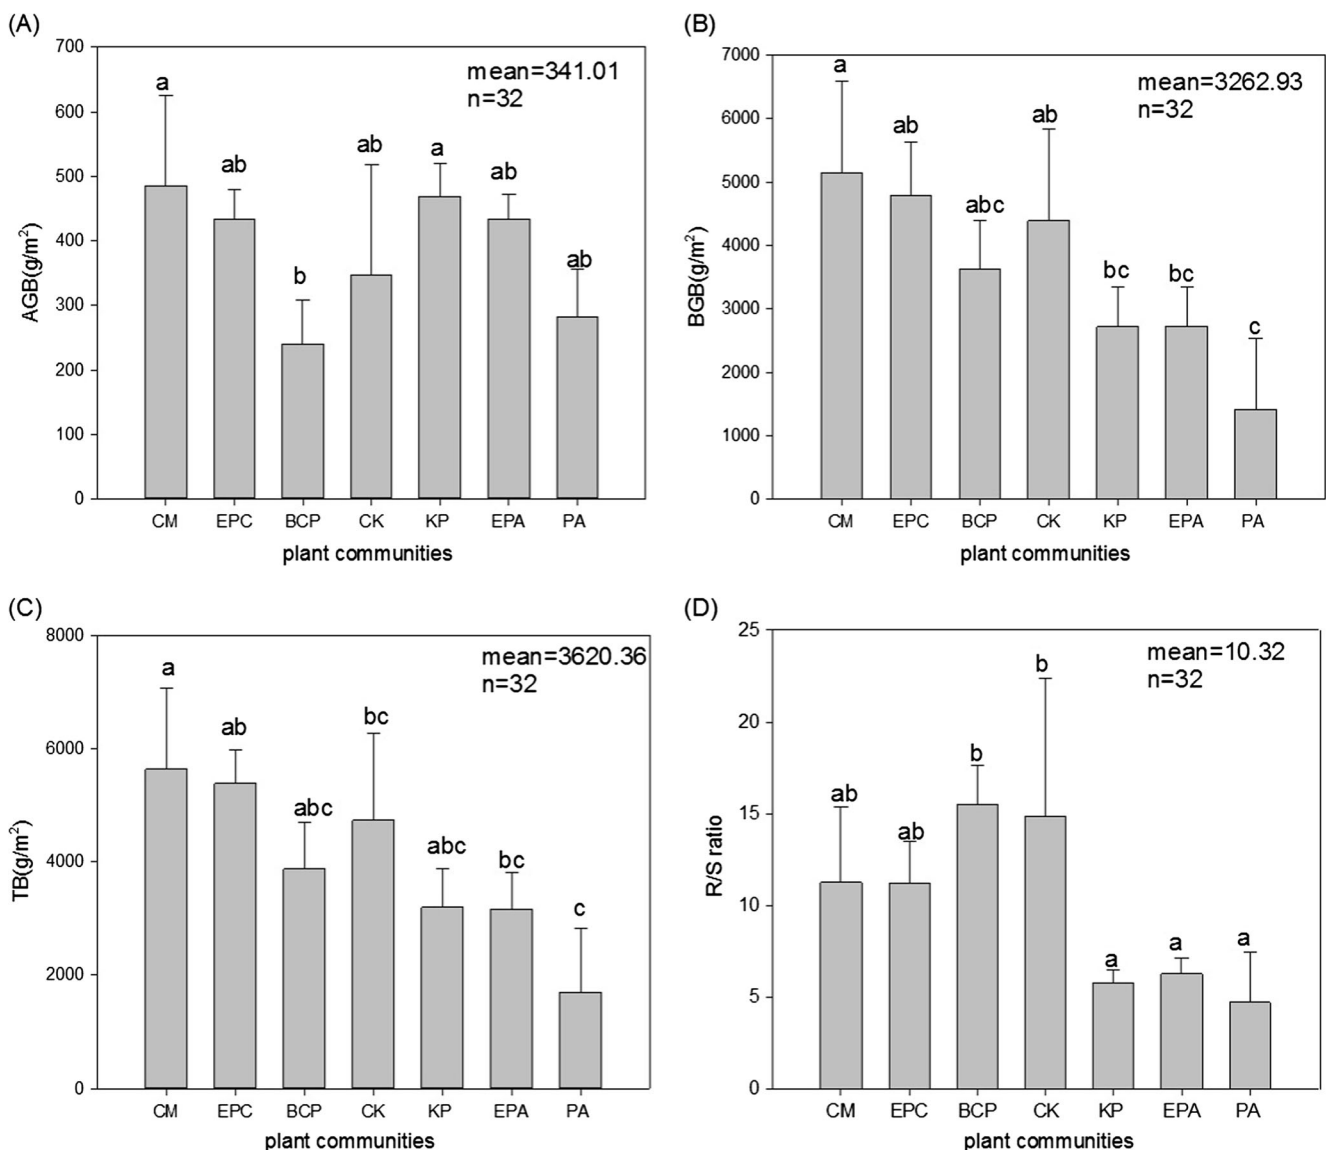 (A)
700
600
500
400
300
200
100
0
AGB(g/m²)
mean=341.01
n=32
a
ab
b
ab
a
ab
ab
CM EPC BCP CK KP EPA PA
plant communities
(B)
7000
6000
5000
4000
3000
2000
1000
0
BGB(g/m²)
mean=3262.93
n=32
a
ab
abc
ab
bc
bc
c
CM EPC BCP CK KP EPA PA
plant communities
(C)
8000
6000
4000
2000
0
TB(g/m²)
mean=3620.36
n=32
a
ab
abc
bc
abc
bc
c
CM EPC BCP CK KP EPA PA
plant communities
(D)
25
20
15
10
5
0
R/S ratio
mean=10.32
n=32
ab
ab
b
b
a
a
a
CM EPC BCP CK KP EPA PA
plant communities